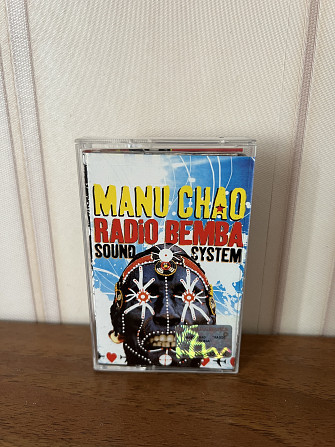 MANU CHAO
RADiO BEMBA
SOUND SYSTEM